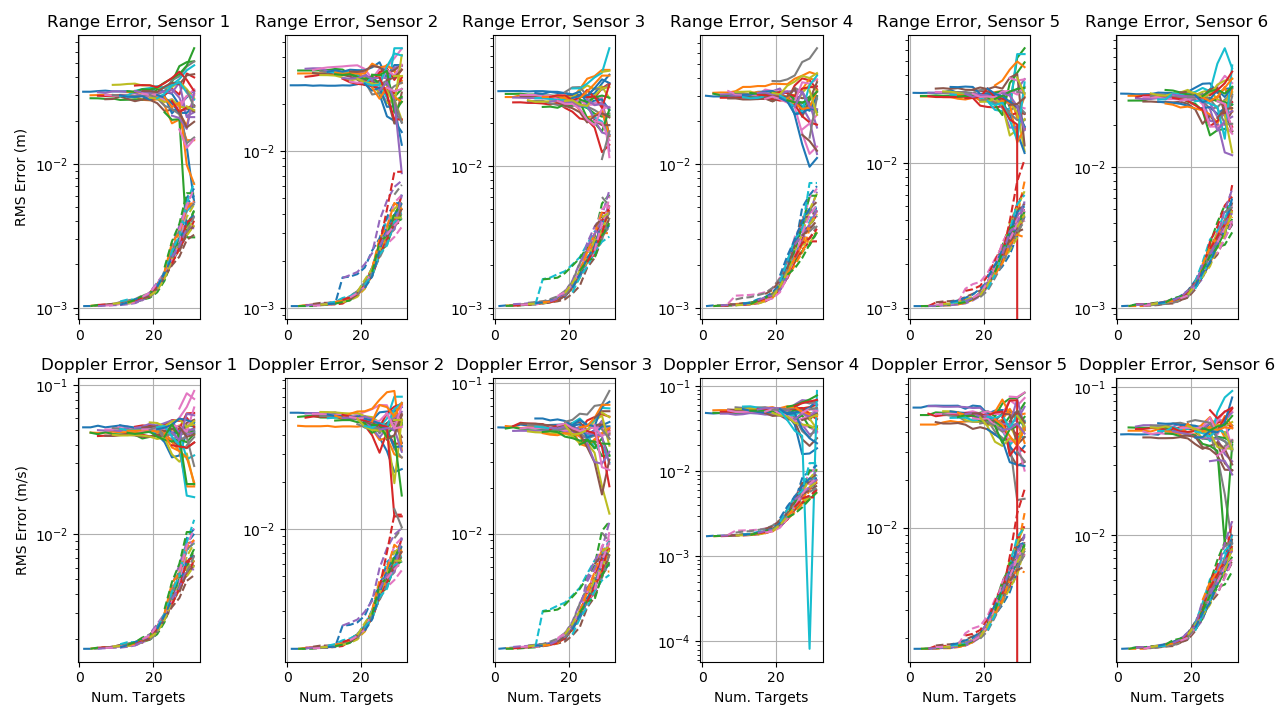 Range Error, Sensor 1 Range Error, Sensor 2 Range Error, Sensor 3 Range Error, Sensor 4 Range Error, Sensor 5 Range Error, Sensor 6
RMS Error (m)
10⁻² 10⁻² 10⁻² 10⁻² 10⁻² 10⁻²
10⁻³ 10⁻³ 10⁻³ 10⁻³ 10⁻³ 10⁻³
0 20 0 20 0 20 0 20 0 20 0 20
Doppler Error, Sensor 1 Doppler Error, Sensor 2 Doppler Error, Sensor 3 Doppler Error, Sensor 4 Doppler Error, Sensor 5 Doppler Error, Sensor 6
RMS Error (m/s)
10⁻¹ 10⁻¹ 10⁻¹ 10⁻¹
10⁻² 10⁻² 10⁻² 10⁻² 10⁻² 10⁻²
10⁻³
10⁻⁴
0 20 0 20 0 20 0 20 0 20 0 20
Num. Targets Num. Targets Num. Targets Num. Targets Num. Targets Num. Targets